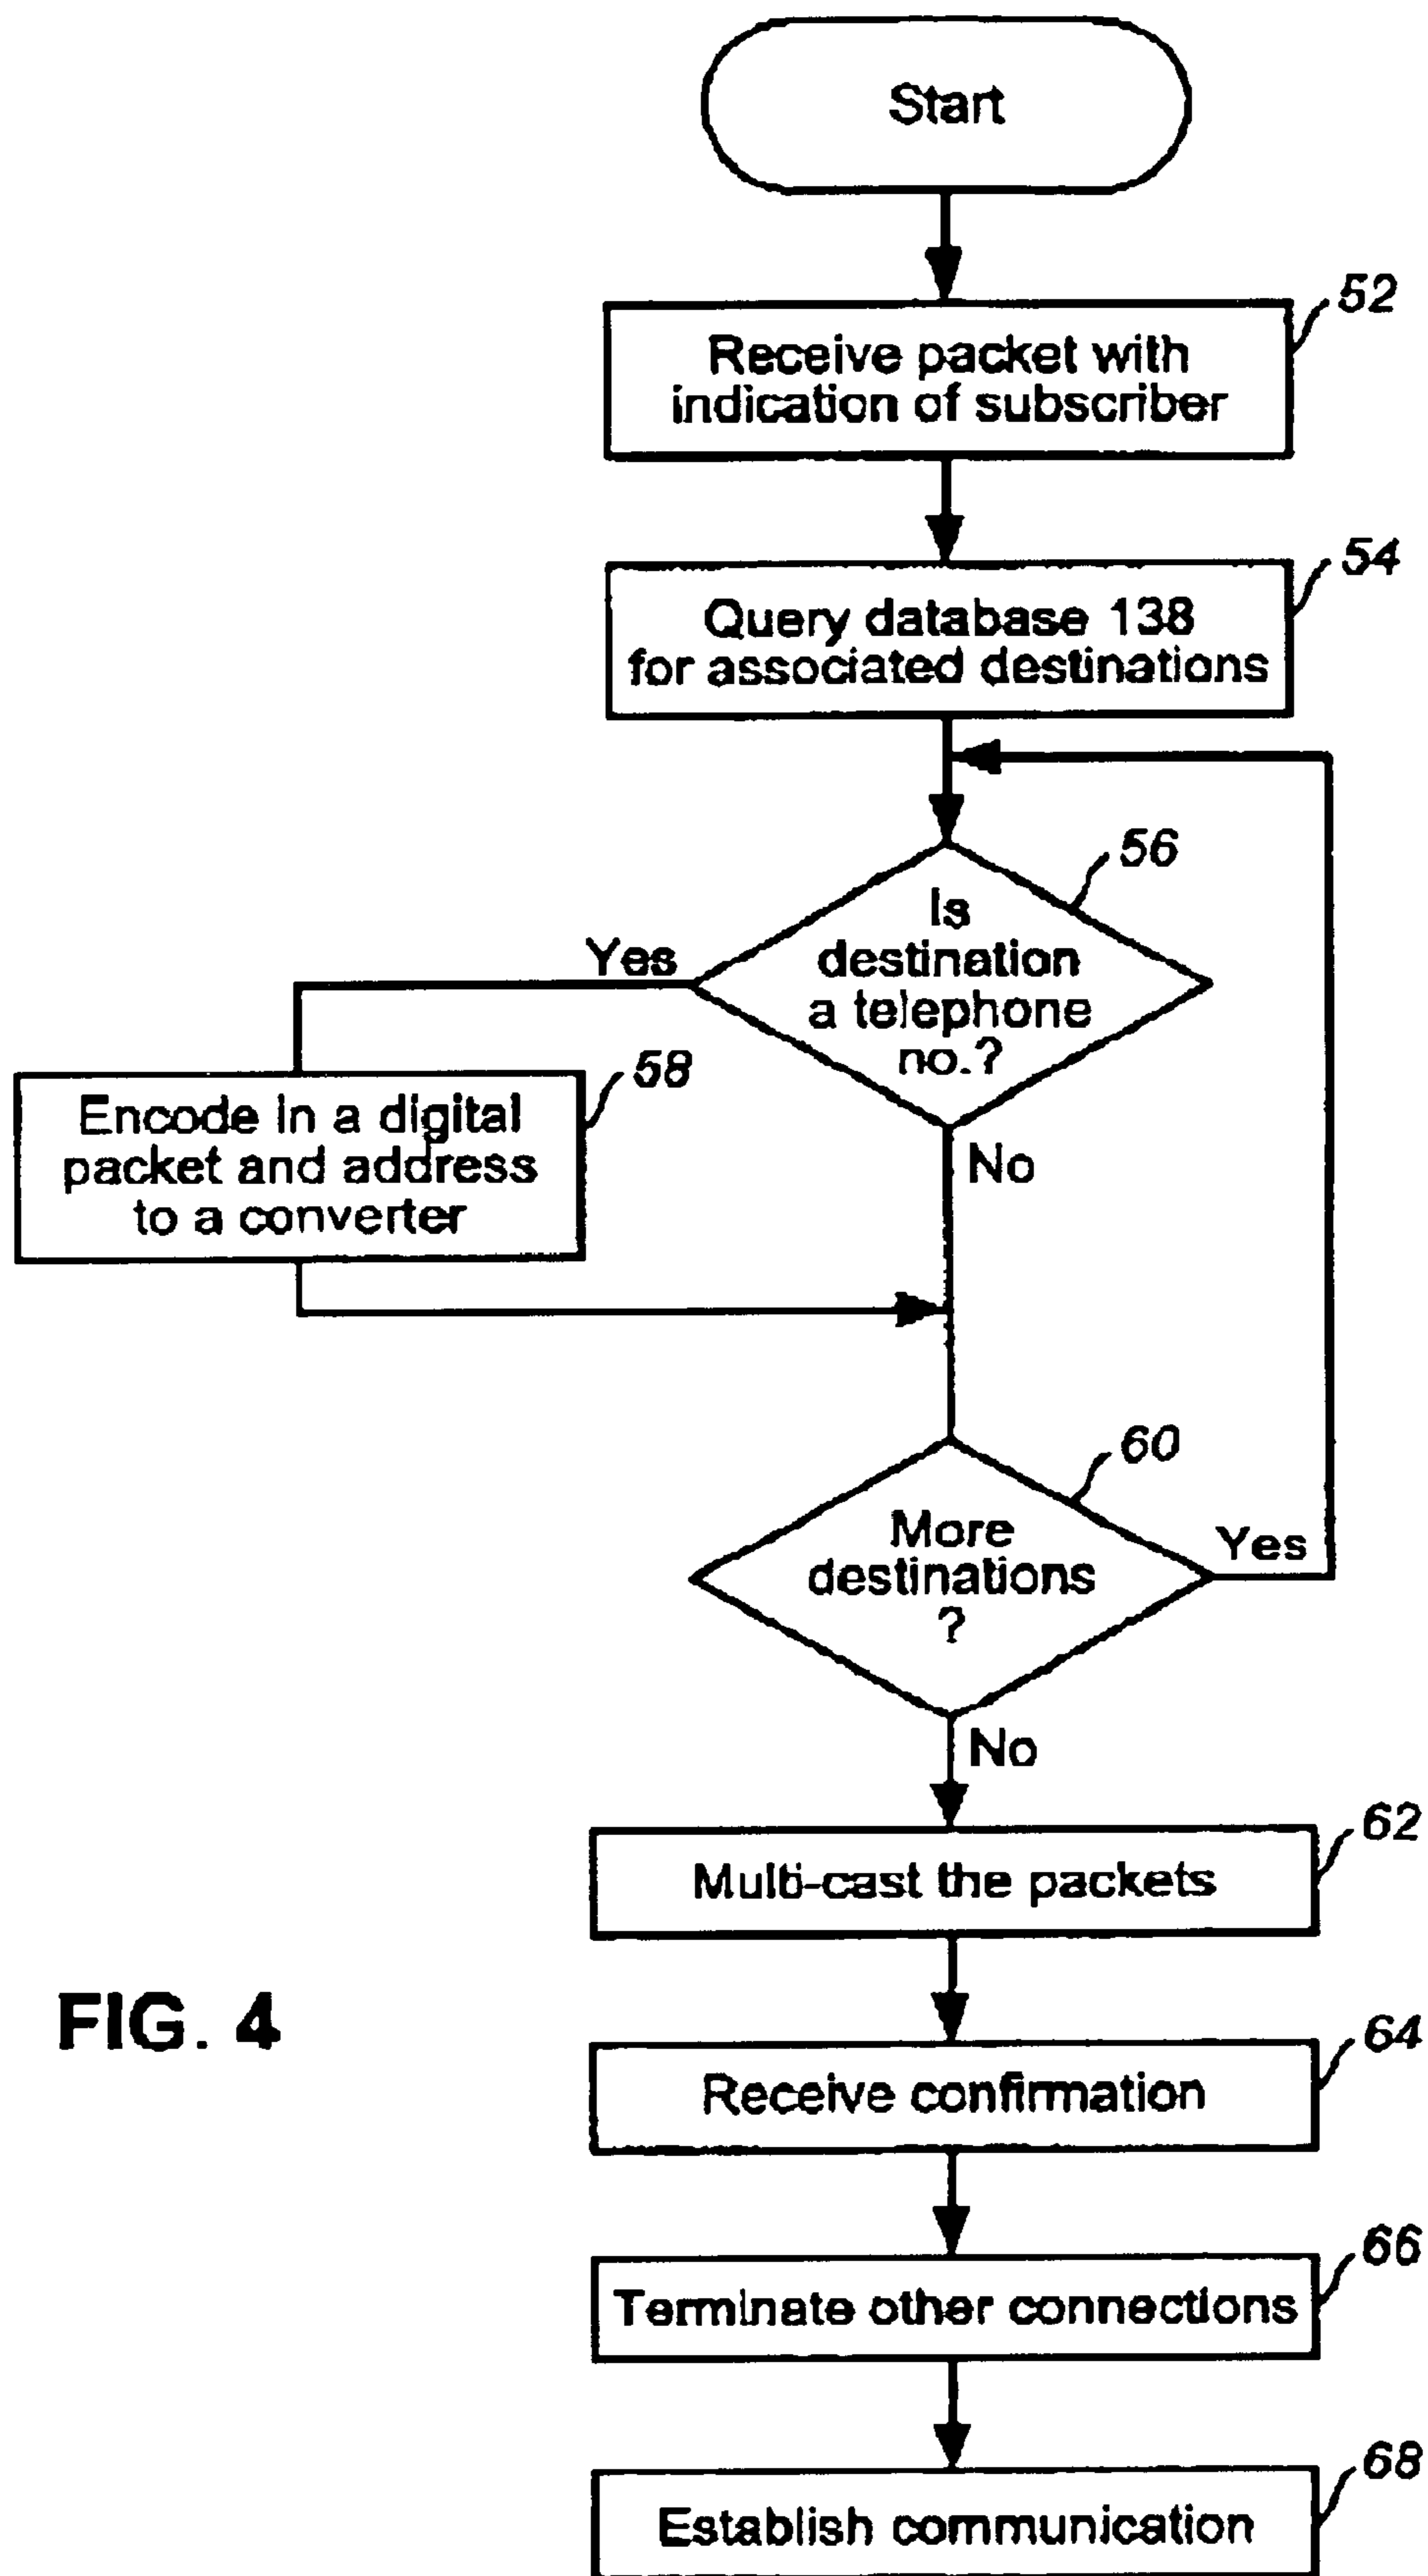 Start
52
Receive packet with
indication of subscriber
54
Query database 138
for associated destinations
56
Is
destination
a telephone
no.?
Yes
58
Encode in a digital
packet and address
to a converter
No
60
More
destinations
?
Yes
No
62
Multi-cast the packets
FIG. 4
64
Receive confirmation
66
Terminate other connections
68
Establish communication